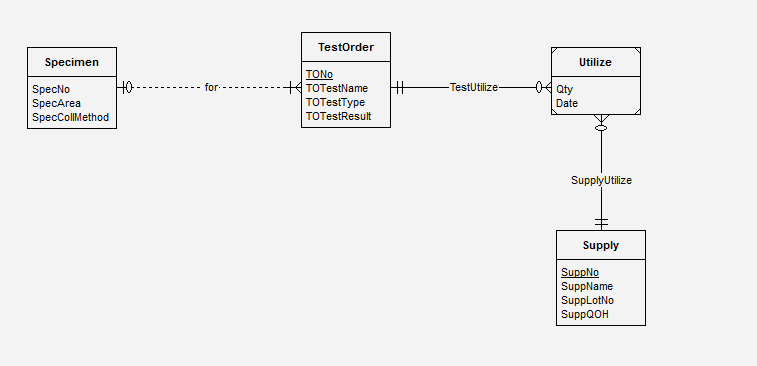 Specimen
SpecNo
SpecArea
SpecCollMethod
for
TestOrder
TONo
TOTestName
TOTestType
TOTestResult
TestUtilize
Utilize
Qty
Date
SupplyUtilize
Supply
SuppNo
SuppName
SuppLotNo
SuppQOH